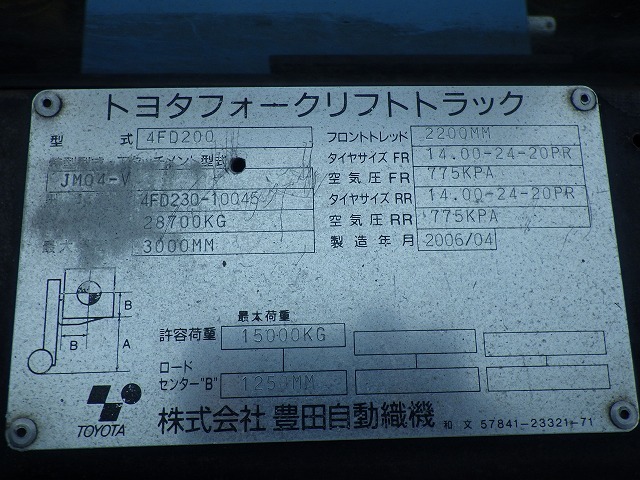 トヨタフォークリフトトラック
型 式 4FD200
JM04-V
4FD230-10045
28700KG
最大 3000MM
フロントトレッド 2200MM
タイヤサイズ FR 14.00-24-20PR
空気圧 FR 775KPA
タイヤサイズ RR 14.00-24-20PR
空気圧 RR 775KPA
製造年月 2006/04
B
B
A
最大荷重
許容荷重 15000KG
ロード
センター"B" 1250MM
TOYOTA
株式会社 豊田自動織機
和 文 57841-23321-71